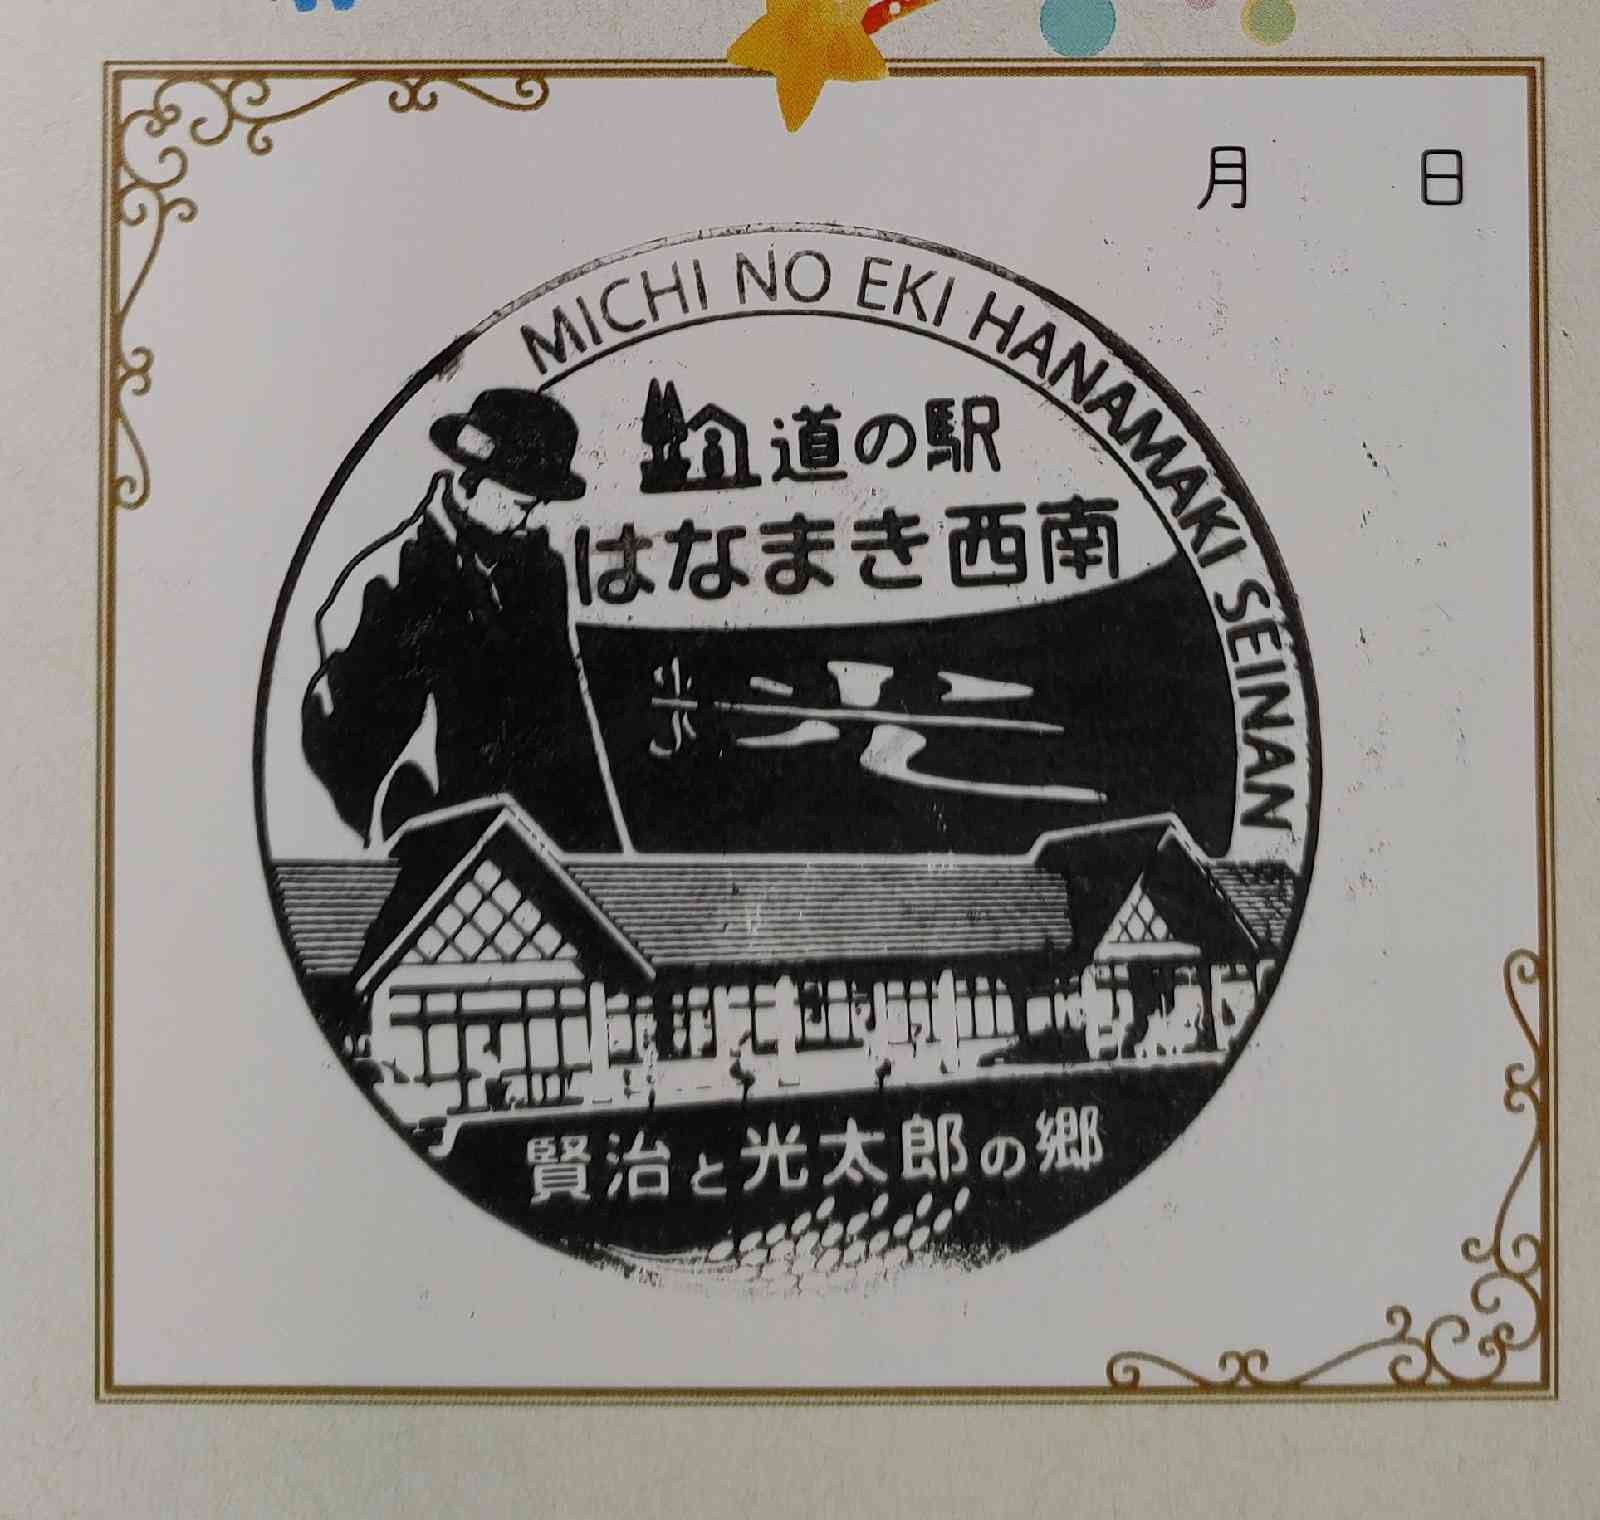 月 日
MICHI NO EKI HANAMAKI SEINAN
道の駅
はなまき西南
賢治と光太郎の郷